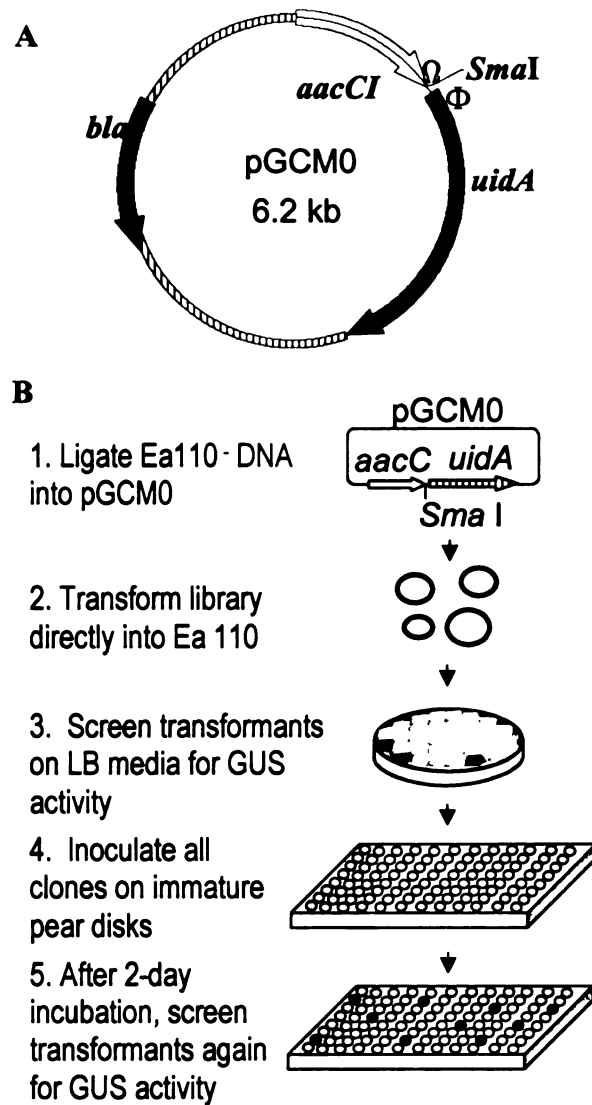 A
aacCI
Ω
SmaI
Φ
bla
pGCM0
6.2 kb
uidA
B
pGCM0
aacC uidA
Sma I
1. Ligate Ea110 - DNA
into pGCM0
2. Transform library
directly into Ea 110
3. Screen transformants
on LB media for GUS
activity
4. Inoculate all
clones on immature
pear disks
5. After 2-day
incubation, screen
transformants again
for GUS activity